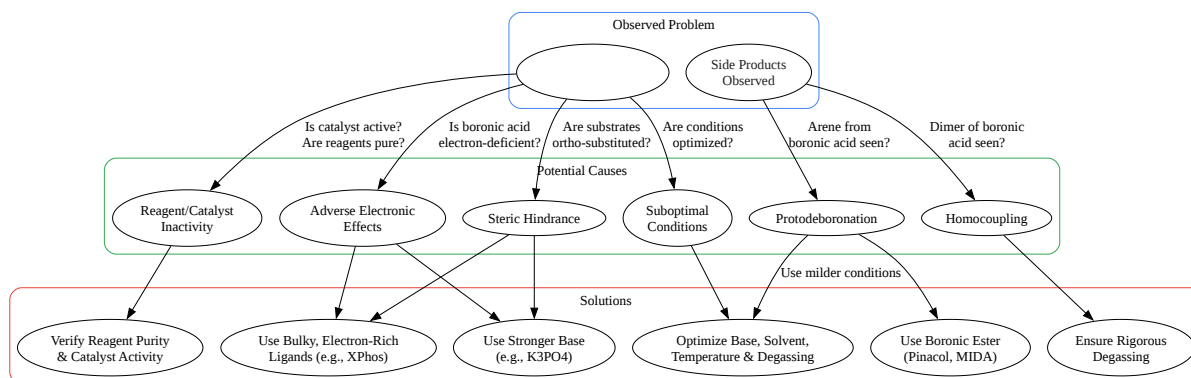 Observed Problem
Side Products
Observed
Is catalyst active?
Are reagents pure?
Is boronic acid
electron-deficient?
Are substrates
ortho-substituted?
Are conditions
optimized?
Arene from
boronic acid seen?
Dimer of boronic
acid seen?
Potential Causes
Reagent/Catalyst
Inactivity
Adverse Electronic
Effects
Steric Hindrance
Suboptimal
Conditions
Protodeboronation
Homocoupling
Use milder conditions
Solutions
Verify Reagent Purity
& Catalyst Activity
Use Bulky, Electron-Rich
Ligands (e.g., XPhos)
Use Stronger Base
(e.g., K3PO4)
Optimize Base, Solvent,
Temperature & Degassing
Use Boronic Ester
(Pinacol, MIDA)
Ensure Rigorous
Degassing